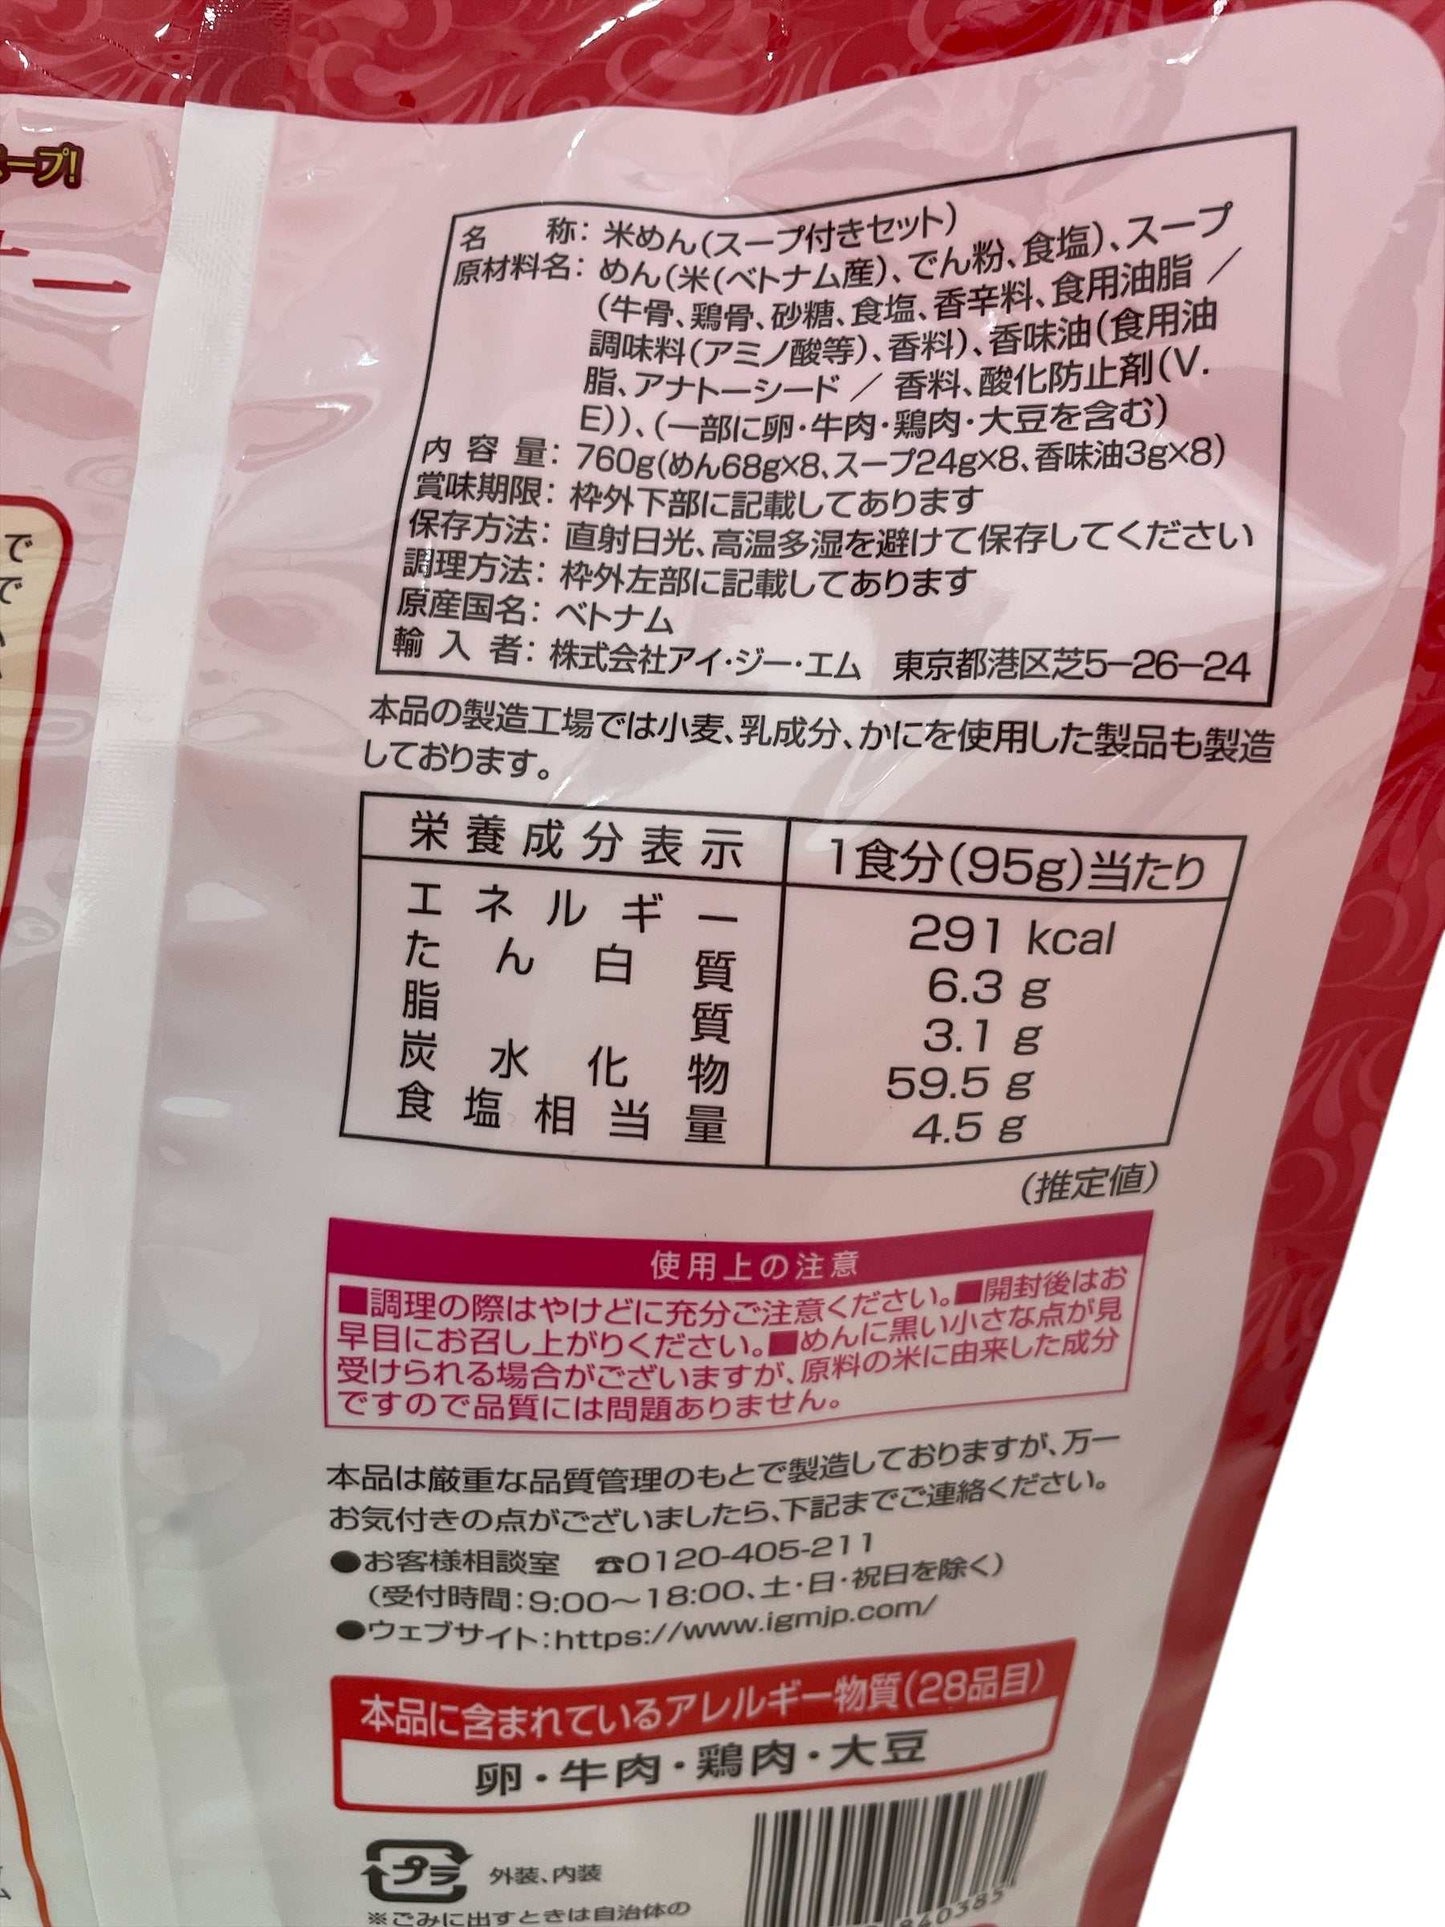 ープ!
名　　称：米めん(スープ付きセット)
原材料名：めん(米(ベトナム産)、でん粉、食塩)、スープ
(牛骨、鶏骨、砂糖、食塩、香辛料、食用油脂／
調味料(アミノ酸等)、香料)、香味油(食用油
脂、アナトーシード／香料、酸化防止剤(V.
E))、(一部に卵・牛肉・鶏肉・大豆を含む)
内 容 量：760g(めん68g×8、スープ24g×8、香味油3g×8)
賞味期限：枠外下部に記載してあります
保存方法：直射日光、高温多湿を避けて保存してください
調理方法：枠外左部に記載してあります
原産国名：ベトナム
輸 入 者：株式会社アイ・ジー・エム　東京都港区芝5−26−24
本品の製造工場では小麦、乳成分、かにを使用した製品も製造
しております。
栄養成分表示　1食分(95g)当たり
エネルギー　291 kcal
たん白質　6.3 g
脂質　3.1 g
炭水化物　59.5 g
食塩相当量　4.5 g
(推定値)
使用上の注意
■調理の際はやけどに充分ご注意ください。■開封後はお
早目にお召し上がりください。■めんに黒い小さな点が見
受けられる場合がございますが、原料の米に由来した成分
ですので品質には問題ありません。
本品は厳重な品質管理のもとで製造しておりますが、万一
お気付きの点がございましたら、下記までご連絡ください。
●お客様相談室　☎0120-405-211
(受付時間：9:00〜18:00、土・日・祝日を除く)
●ウェブサイト：https://www.igmjp.com/
本品に含まれているアレルギー物質(28品目)
卵・牛肉・鶏肉・大豆
プラ 外装、内装
※ごみに出すときは自治体の
840385